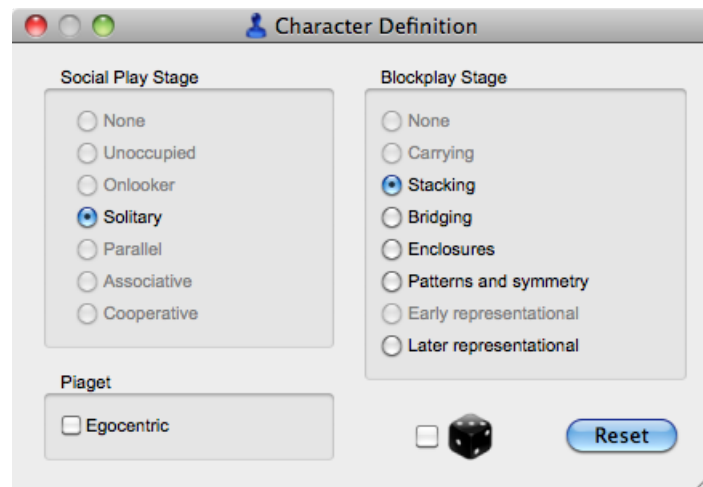 Character Definition
Social Play Stage
None
Unoccupied
Onlooker
Solitary
Parallel
Associative
Cooperative
Piaget
Egocentric
Blockplay Stage
None
Carrying
Stacking
Bridging
Enclosures
Patterns and symmetry
Early representational
Later representational
Reset